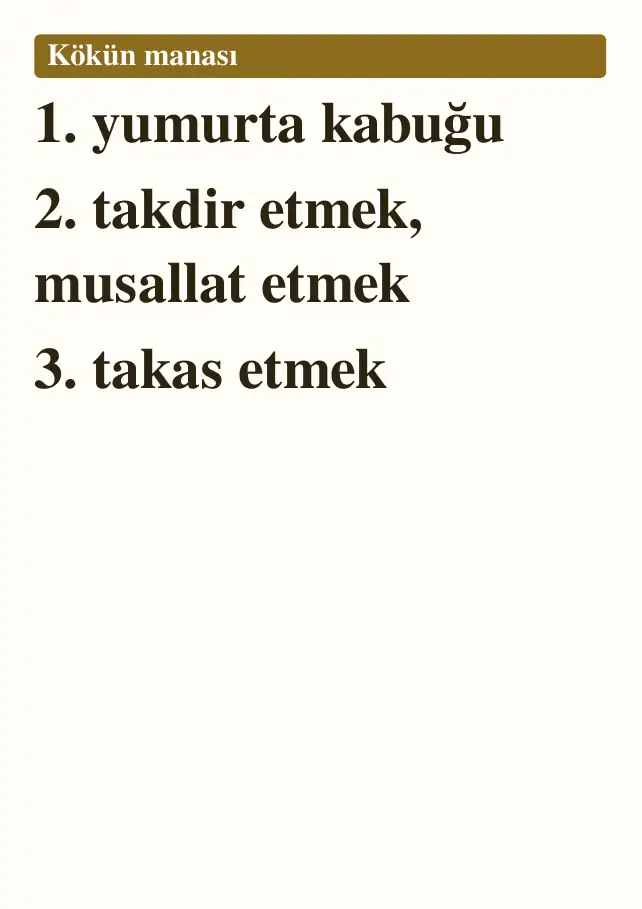 Kökün manası
1. yumurta kabuğu
2. takdir etmek,
musallat etmek
3. takas etmek